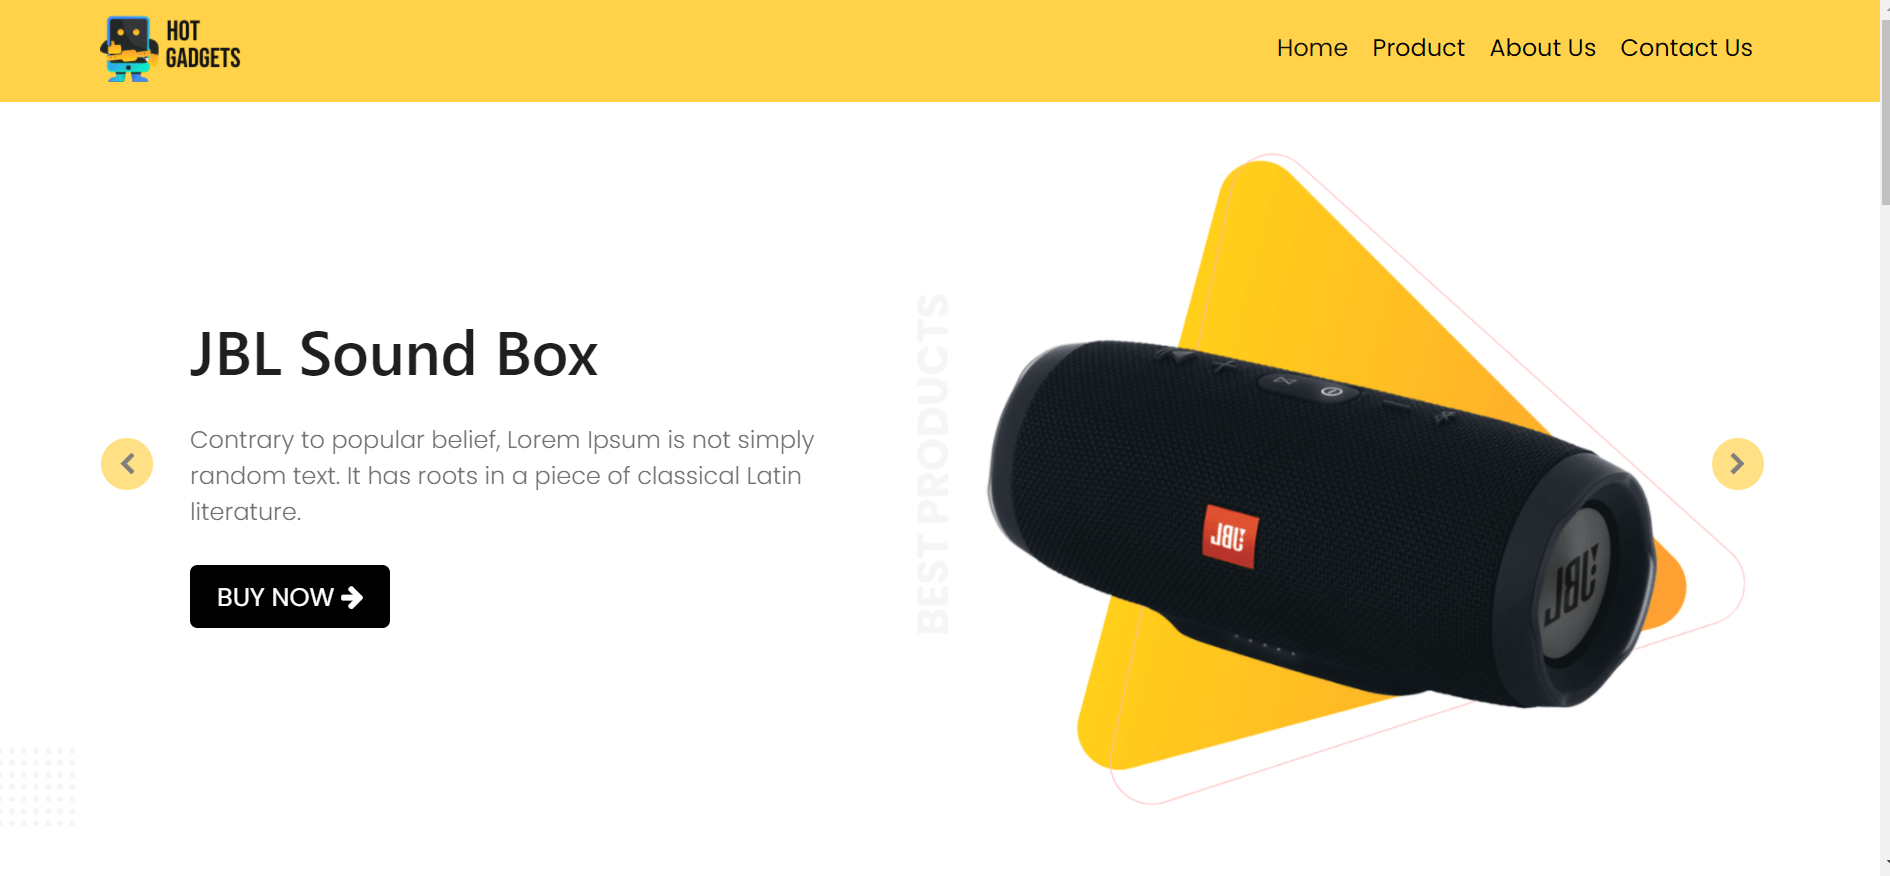 HOT
GADGETS
Home Product About Us Contact Us
JBL Sound Box
Contrary to popular belief, Lorem Ipsum is not simply
random text. It has roots in a piece of classical Latin
literature.
BUY NOW
BEST PRODUCTS
JBL
JBL